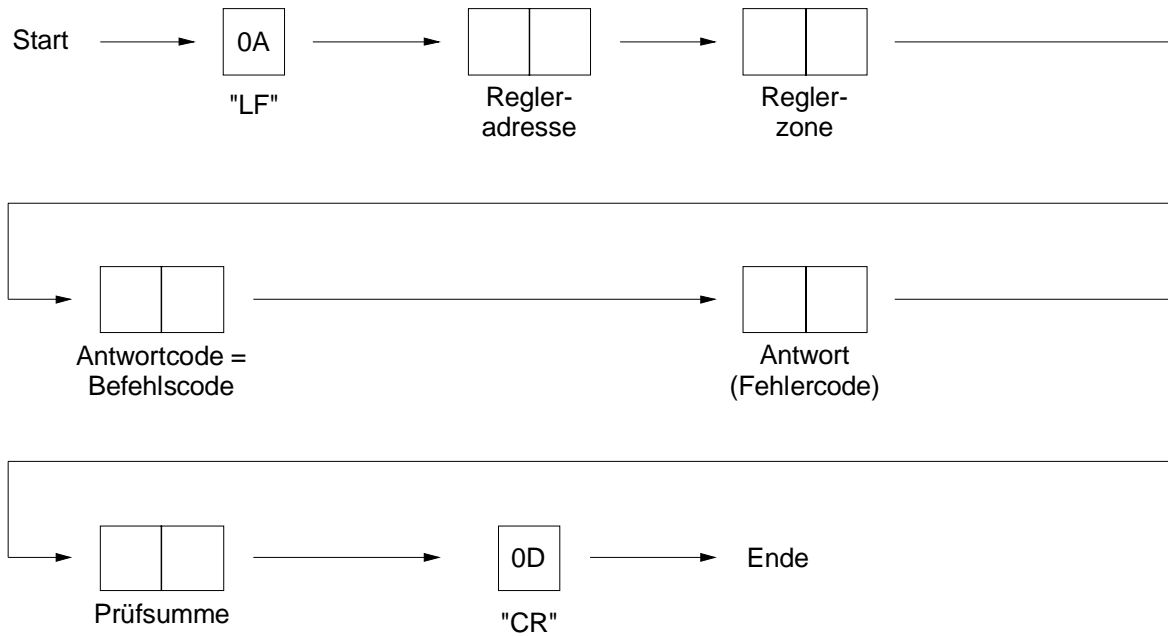 Start
0A
"LF"
Regler-
adresse
Regler-
zone
Antwortcode =
Befehlscode
Antwort
(Fehlercode)
Prüfsumme
0D
"CR"
Ende